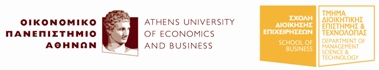 ΟΙΚΟΝΟΜΙΚΟ
ΠΑΝΕΠΙΣΤΗΜΙΟ
ΑΘΗΝΩΝ
ATHENS UNIVERSITY
OF ECONOMICS
AND BUSINESS
ΣΧΟΛΗ
ΔΙΟΙΚΗΣΗΣ
ΕΠΙΧΕΙΡΗΣΕΩΝ
SCHOOL OF
BUSINESS
ΤΜΗΜΑ
ΔΙΟΙΚΗΤΙΚΗΣ
ΕΠΙΣΤΗΜΗΣ &
ΤΕΧΝΟΛΟΓΙΑΣ
DEPARTMENT OF
MANAGEMENT
SCIENCE &
TECHNOLOGY